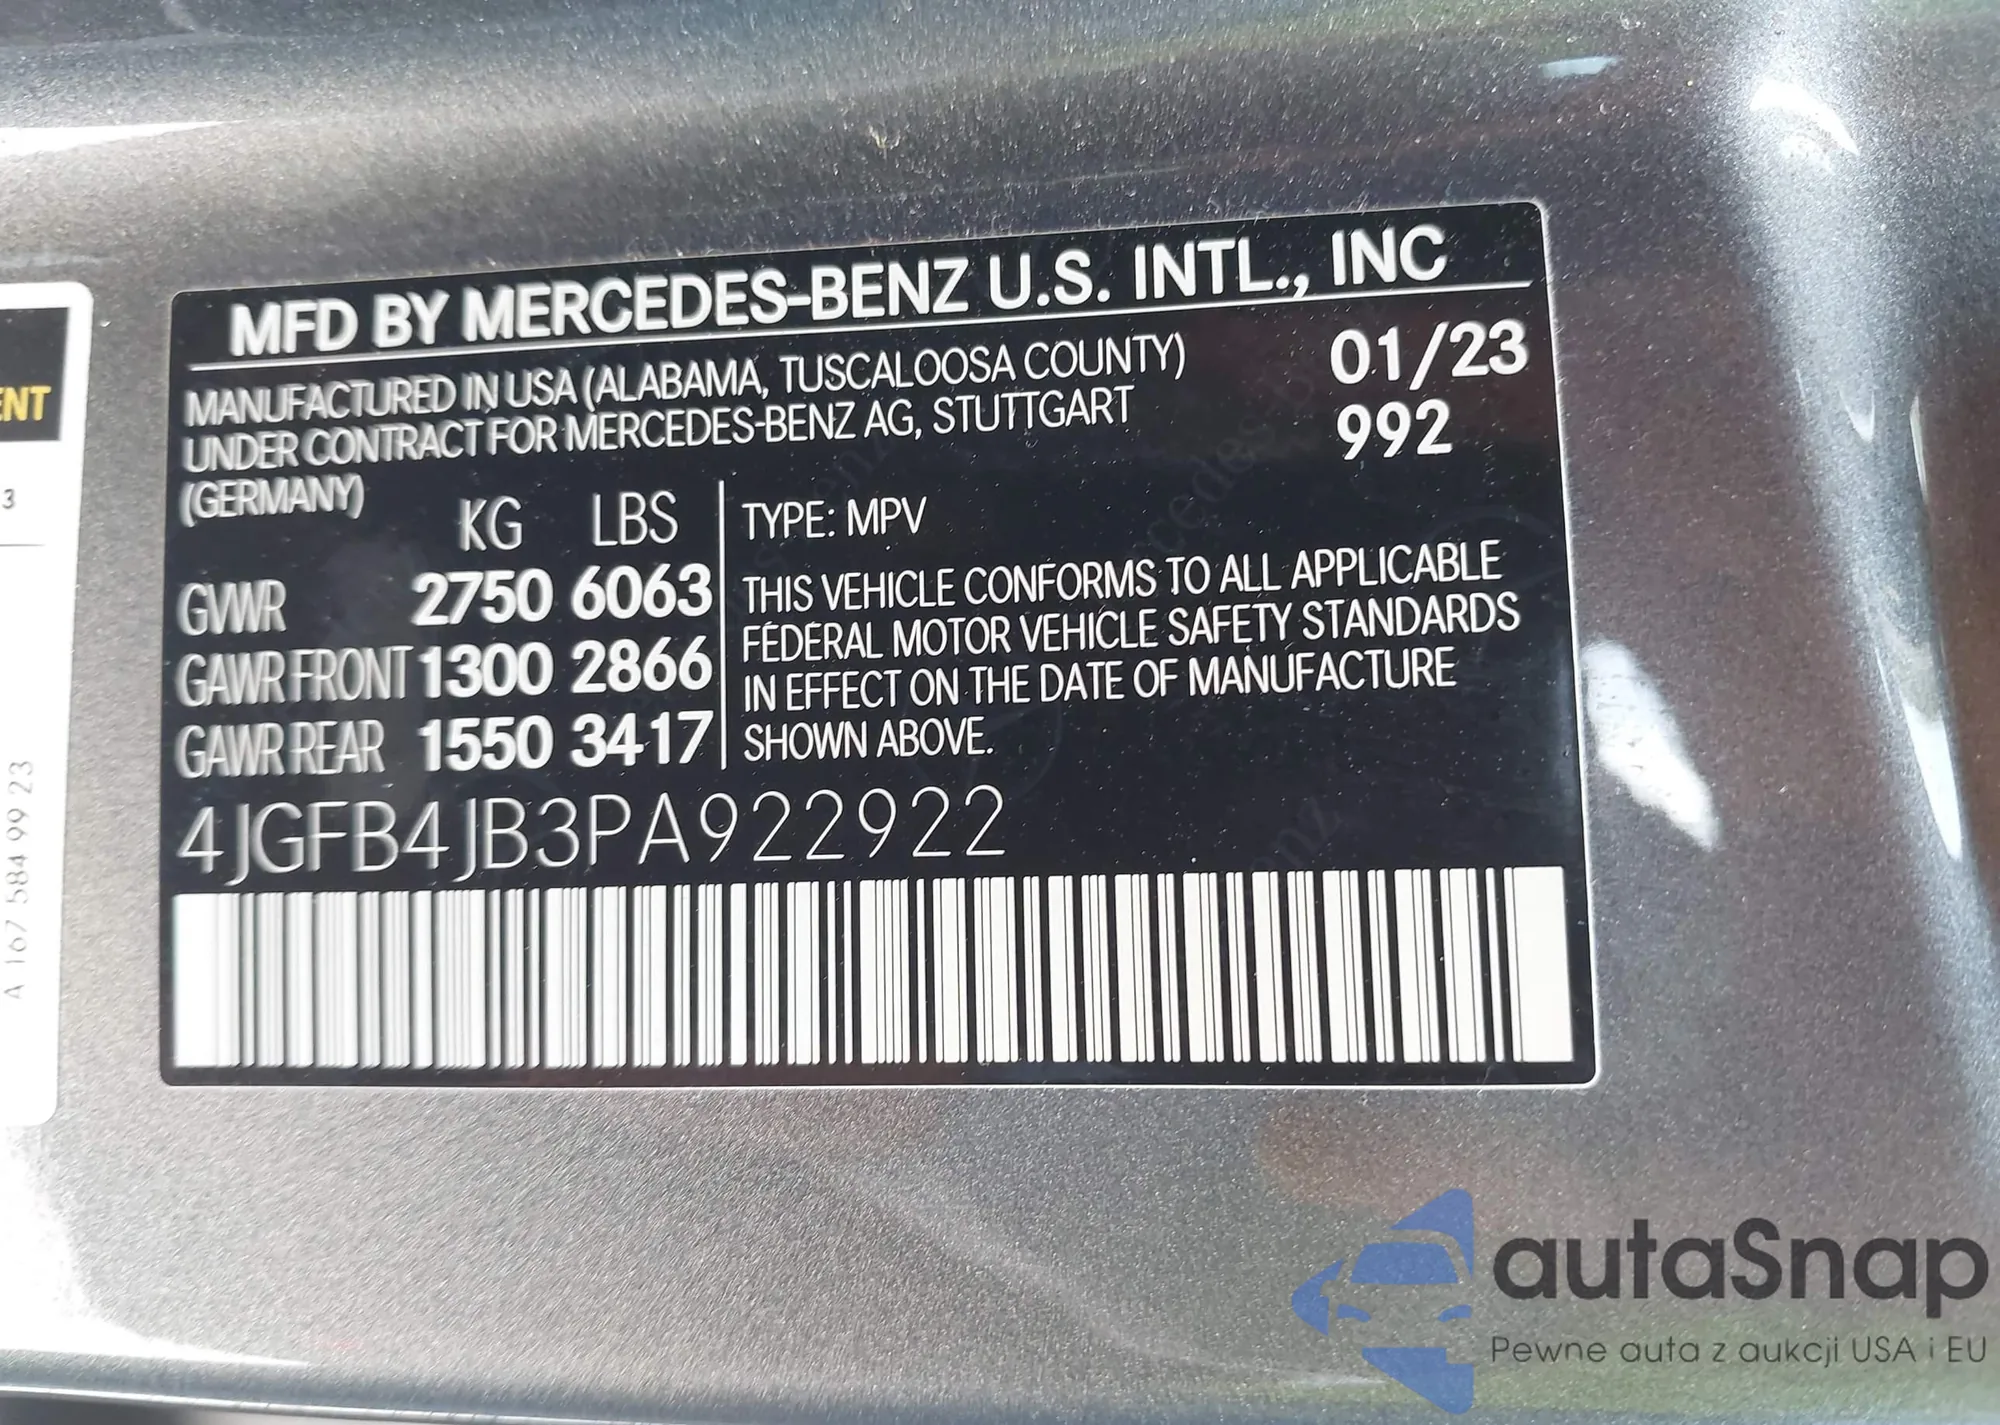 MFD BY MERCEDES-BENZ U.S. INTL., INC
MANUFACTURED IN USA (ALABAMA, TUSCALOOSA COUNTY) 01/23
UNDER CONTRACT FOR MERCEDES-BENZ AG, STUTTGART 992
(GERMANY)
KG LBS
GVWR 2750 6063
GAWR FRONT 1300 2866
GAWR REAR 1550 3417
TYPE: MPV
THIS VEHICLE CONFORMS TO ALL APPLICABLE
FEDERAL MOTOR VEHICLE SAFETY STANDARDS
IN EFFECT ON THE DATE OF MANUFACTURE
SHOWN ABOVE.
4JGFB4JB3PA922922
ENT
3
A 167 584 99 23
autaSnap
Pewne auta z aukcji USA i EU